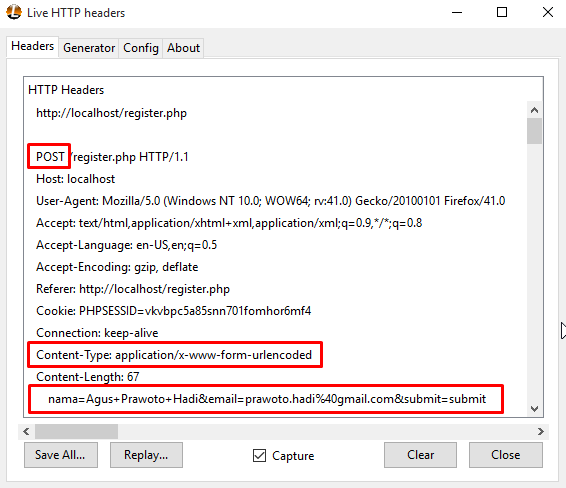 Live HTTP headers
Headers Generator Config About
HTTP Headers
http://localhost/register.php
POST /register.php HTTP/1.1
Host: localhost
User-Agent: Mozilla/5.0 (Windows NT 10.0; WOW64; rv:41.0) Gecko/20100101 Firefox/41.0
Accept: text/html,application/xhtml+xml,application/xml;q=0.9,*/*;q=0.8
Accept-Language: en-US,en;q=0.5
Accept-Encoding: gzip, deflate
Referer: http://localhost/register.php
Cookie: PHPSESSID=vkvbpc5a85snn701fomhor6mf4
Connection: keep-alive
Content-Type: application/x-www-form-urlencoded
Content-Length: 67
nama=Agus+Prawoto+Hadi&email=prawoto.hadi%40gmail.com&submit=submit
Save All... Replay... Capture Clear Close